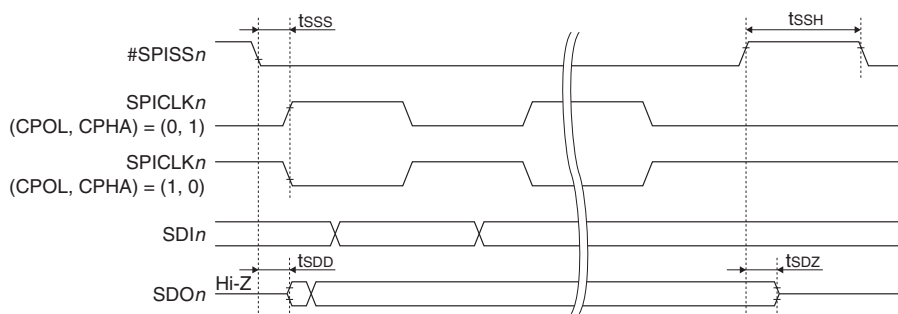 tSSS
tSSH
#SPISSn
SPICLKn
(CPOL, CPHA) = (0, 1)
SPICLKn
(CPOL, CPHA) = (1, 0)
SDIn
tSDD
tSDZ
Hi-Z
SDOn